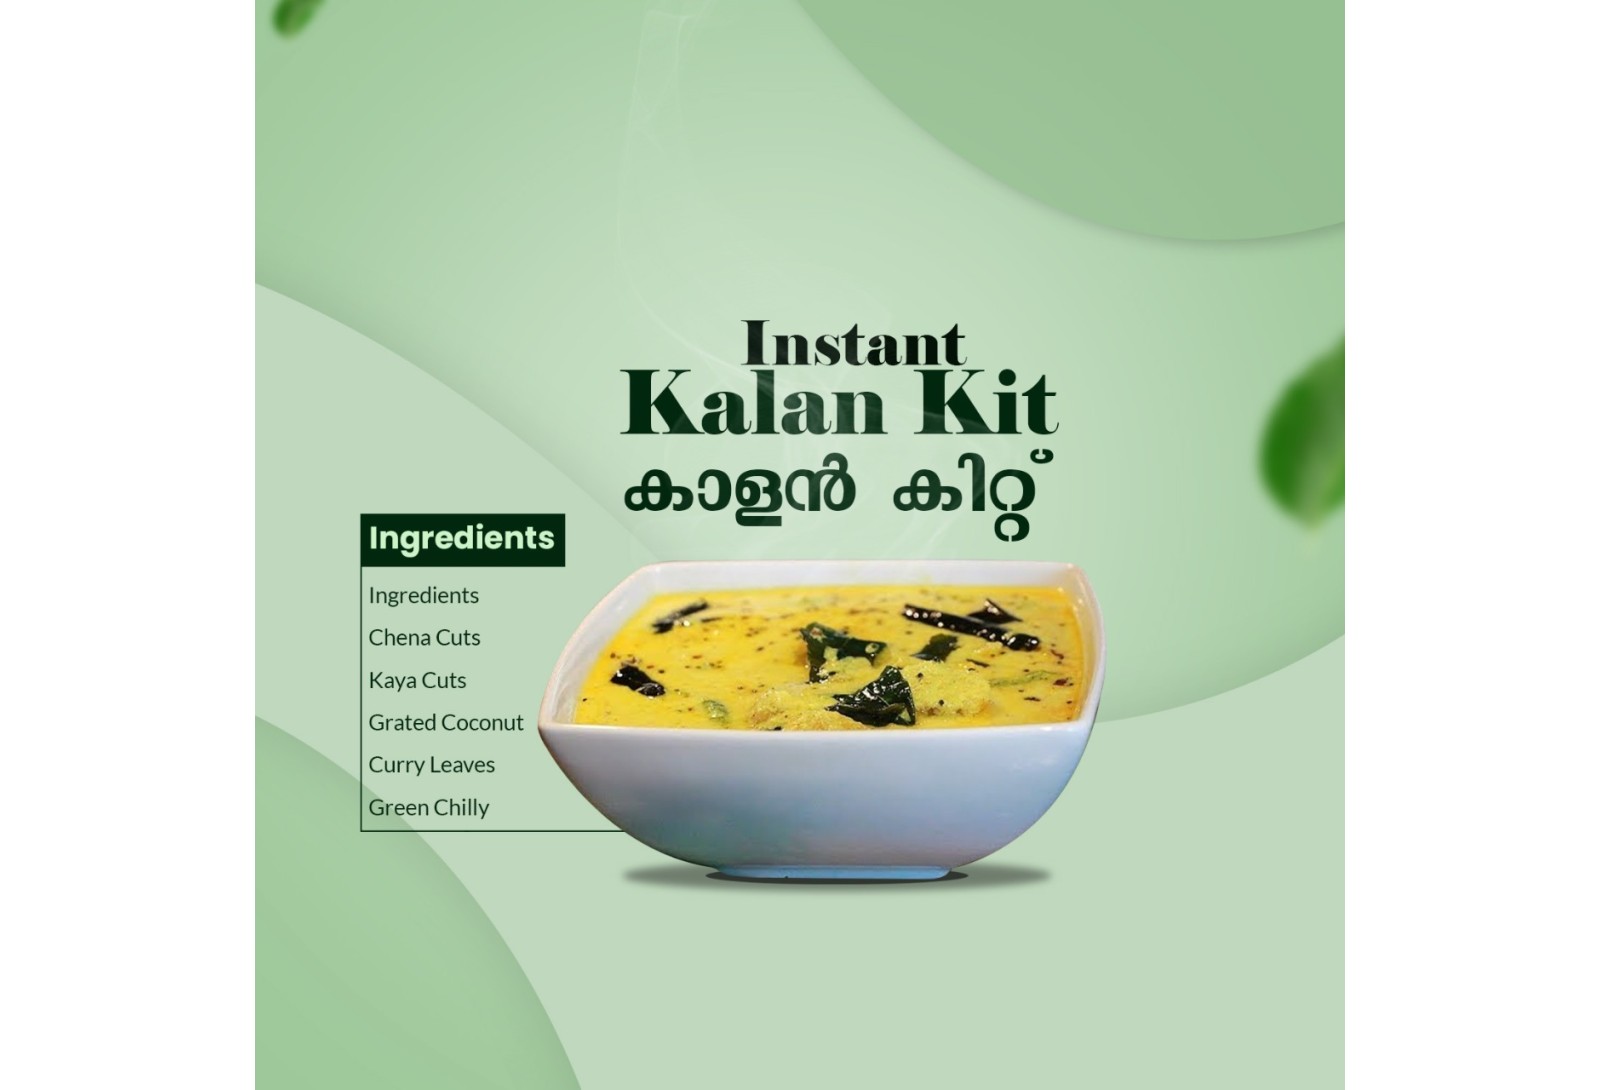 Instant
Kalan Kit
കാളൻ കിറ്റ്
Ingredients
Ingredients
Chena Cuts
Kaya Cuts
Grated Coconut
Curry Leaves
Green Chilly